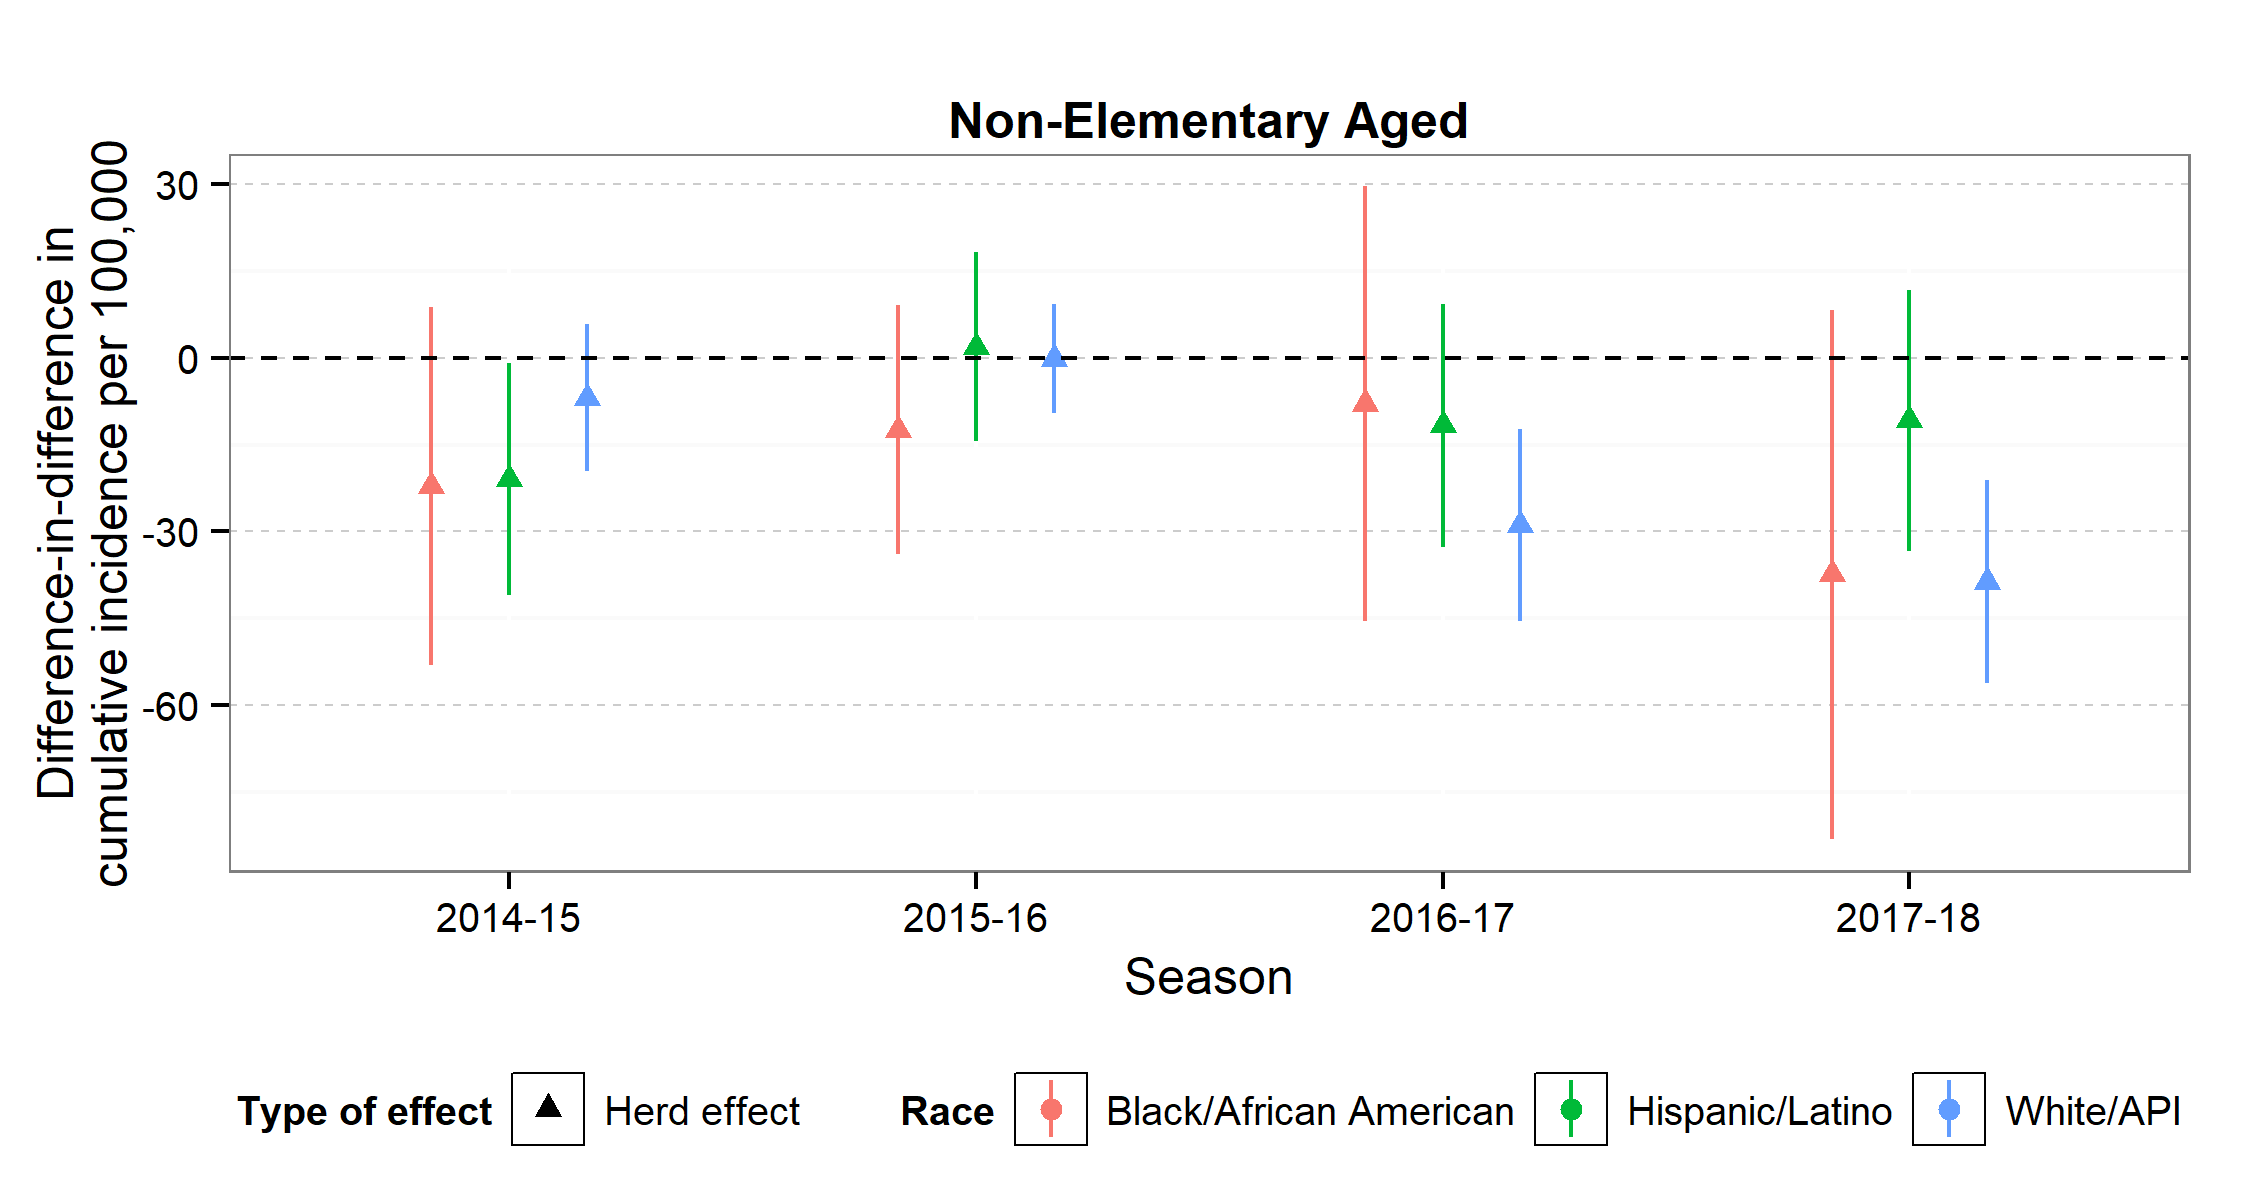 Non-Elementary Aged
Difference-in-difference in
cumulative incidence per 100,000
30
0
-30
-60
2014-15 2015-16 2016-17 2017-18
Season
Type of effect Herd effect Race Black/African American Hispanic/Latino White/API